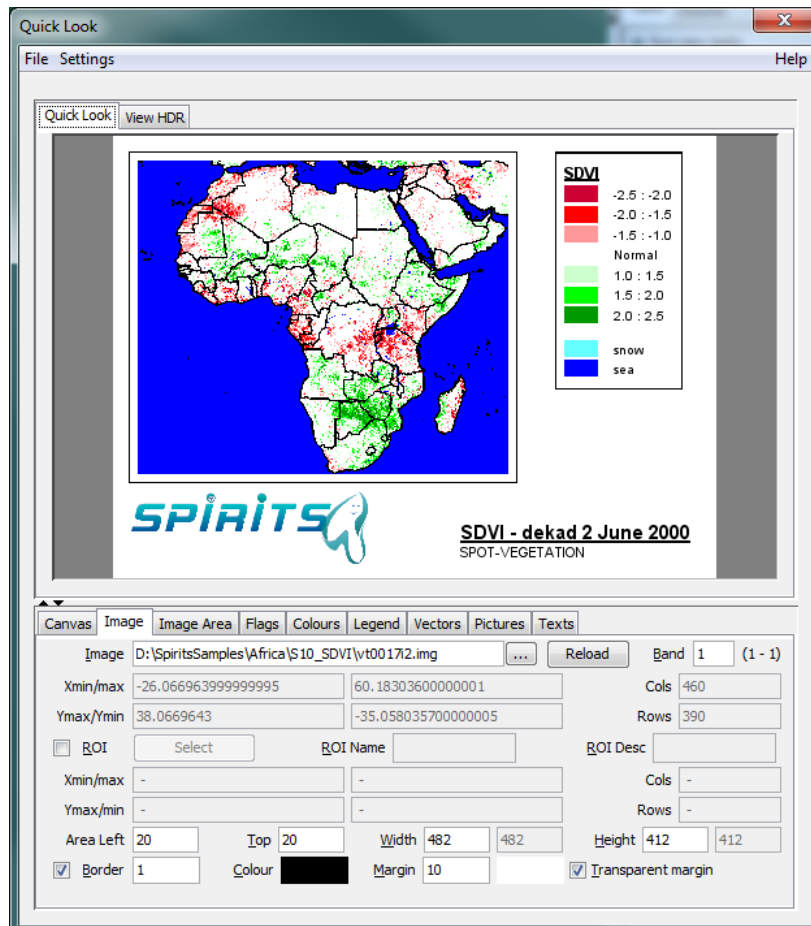 Quick Look
x
File Settings Help
Quick Look View HDR
SDVI
-2.5 : -2.0
-2.0 : -1.5
-1.5 : -1.0
Normal
1.0 : 1.5
1.5 : 2.0
2.0 : 2.5
snow
sea
SPIRITS
SDVI - dekad 2 June 2000
SPOT-VEGETATION
Canvas Image Image Area Flags Colours Legend Vectors Pictures Texts
Image D:\SpiritsSamples\Africa\S10_SDVI\vt0017i2.img ... Reload Band 1 (1 - 1)
Xmin/max -26.066963999999995 60.18303600000001 Cols 460
Ymax/Ymin 38.0669643 -35.058035700000005 Rows 390
ROI Select ROI Name ROI Desc
Xmin/max - - Cols -
Ymax/min - - Rows -
Area Left 20 Top 20 Width 482 482 Height 412 412
Border 1 Colour Margin 10 Transparent margin